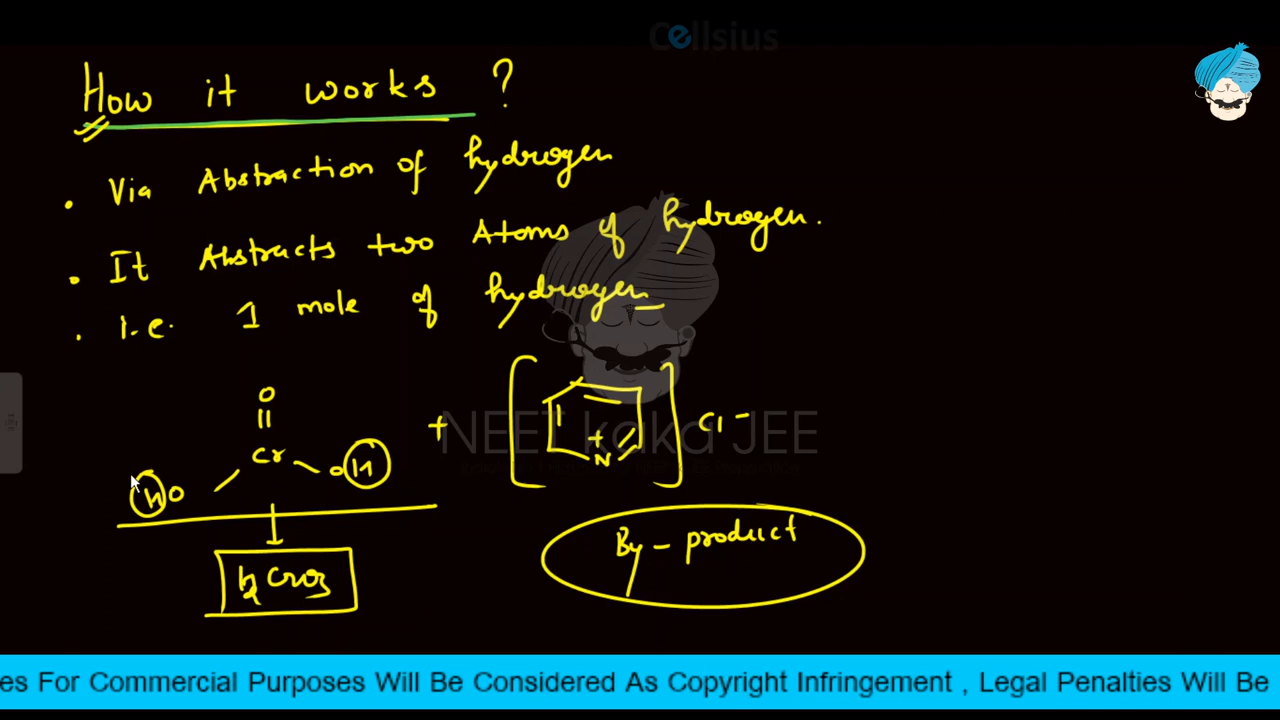 Cellsius
How it works ?
• Via Abstraction of hydrogen
• It Abstracts two Atoms of hydrogen.
• i.e. 1 mole of hydrogen
O
Cr
HO OH + N + Cl -
NEET kaka JEE
H2CrO3
By - product
es For Commercial Purposes Will Be Considered As Copyright Infringement , Legal Penalties Will Be